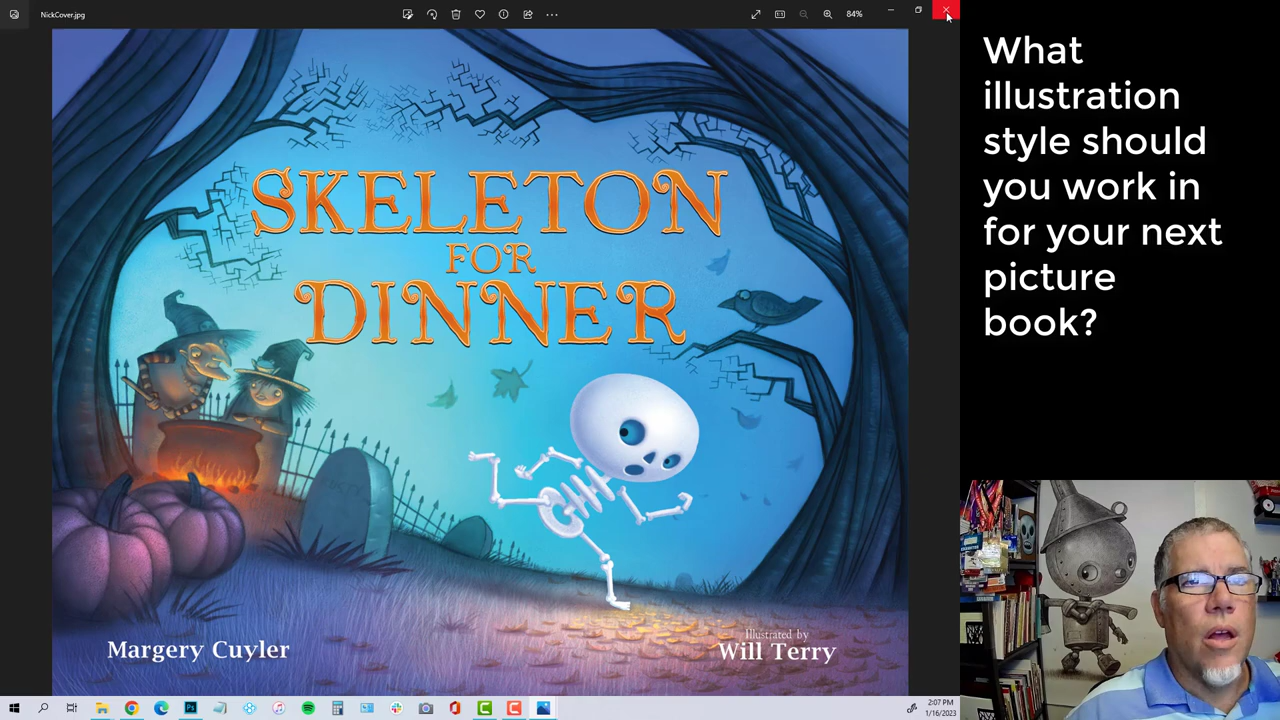 NickCover.jpg
84%
What
illustration
style should
you work in
for your next
picture
book?
SKELETON
FOR
DINNER
Margery Cuyler
Illustrated by
Will Terry
2:07 PM
1/16/2023